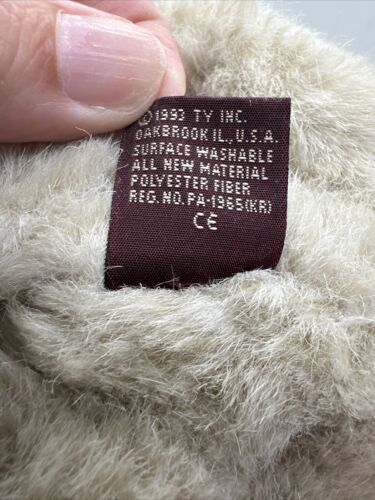 ©1993 TY INC.
OAKBROOK IL., U.S.A.
SURFACE WASHABLE
ALL NEW MATERIAL
POLYESTER FIBER
REG. NO. PA-1965(KR)
CE